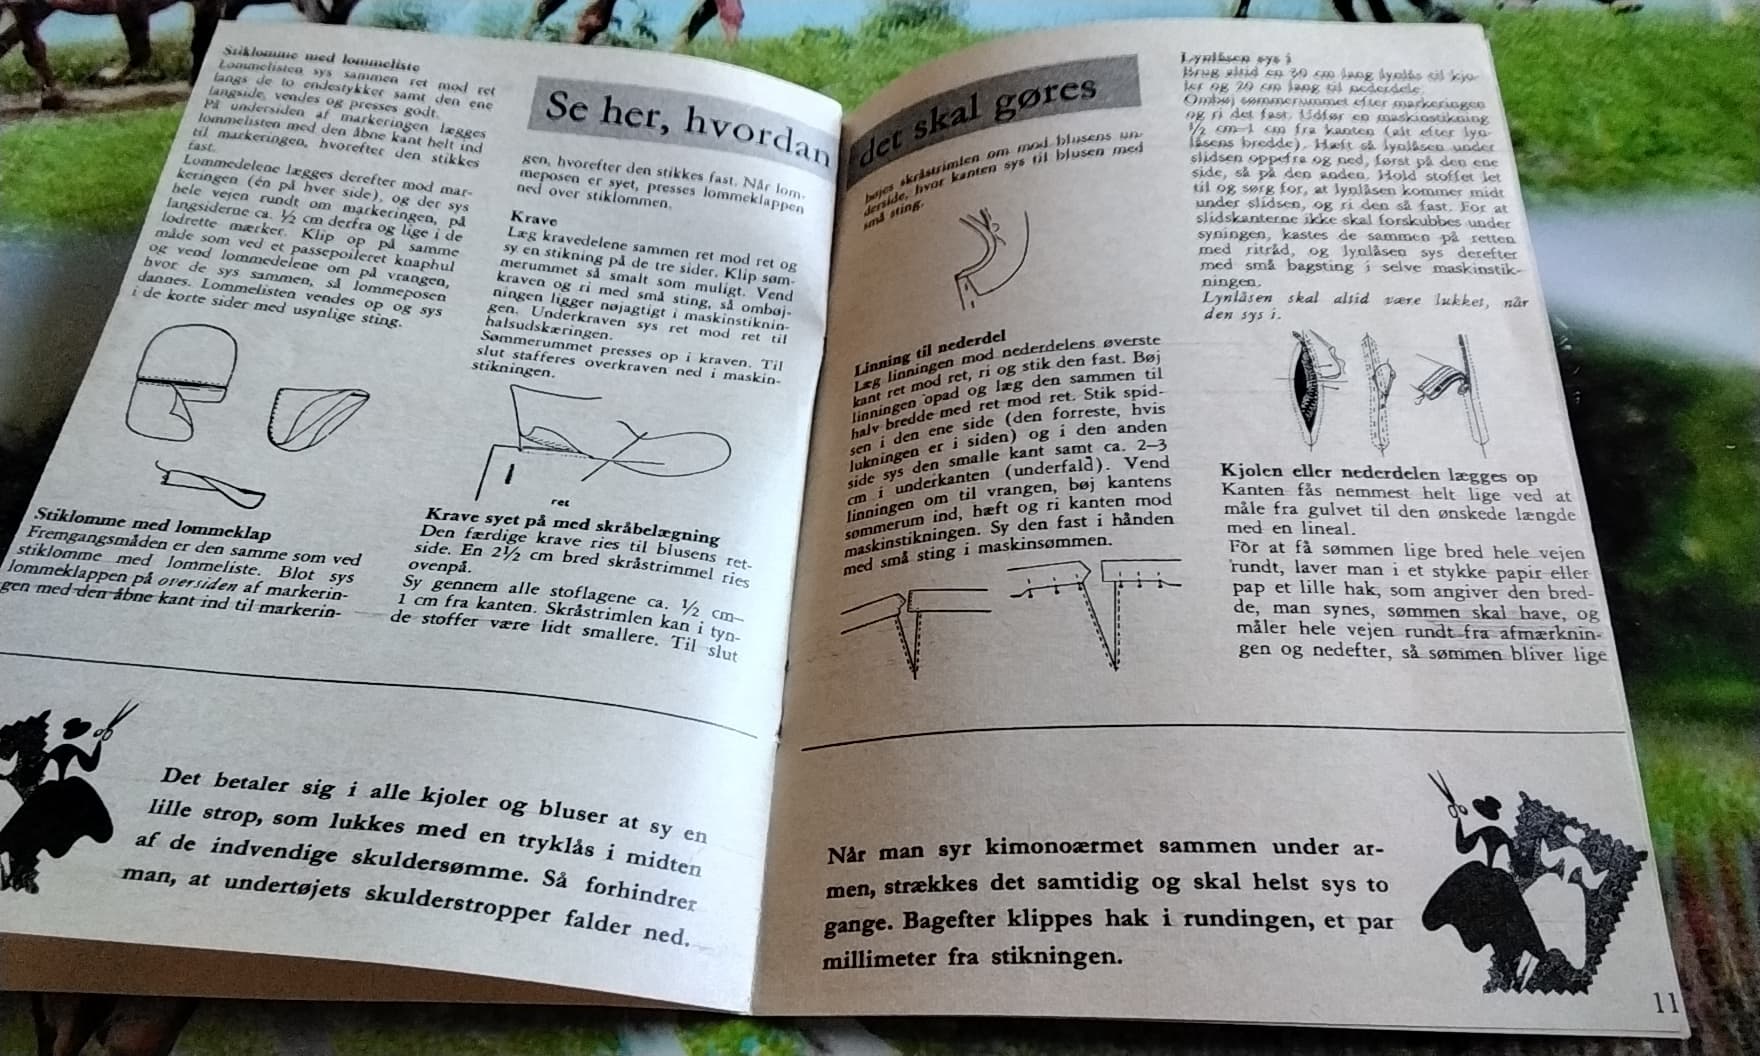 Se her, hvordan
det skal gøres
Stiklomme med lommeliste
Lommelisten sys sammen ret mod ret
langs de to endestykker samt den ene
langside, vendes og presses godt.
På undersiden af markeringen lægges
lommelisten med den åbne kant helt ind
til markeringen, hvorefter den stikkes
fast.
Lommedelene lægges derefter mod mar-
keringen (én på hver side), og der sys
hele vejen rundt om markeringen, på
langsiderne ca. ½ cm derfra og lige i de
lodrette mærker. Klip op på samme
måde som ved et passepoileret knaphul
og vend lommedelene om på vrangen,
hvor de sys sammen, så lommeposen
dannes. Lommelisten vendes op og sys
i de korte sider med usynlige sting.
Stiklomme med lommeklap
Fremgangsmåden er den samme som ved
stiklomme med lommeliste. Blot sys
lommeklappen på oversiden af markerin-
gen med den åbne kant ind til markerin-
gen, hvorefter den stikkes fast. Når lom-
meposen er syet, presses lommeklappen
ned over stiklommen.
Krave
Læg kravedelene sammen ret mod ret og
sy en stikning på de tre sider. Klip søm-
merummet så smalt som muligt. Vend
kraven og ri med små sting, så ombøj-
ningen ligger nøjagtigt i maskinstiknin-
gen. Underkraven sys ret mod ret til
halsudskæringen.
Sømmerummet presses op i kraven. Til
slut stafferes overkraven ned i maskin-
stikningen.
ret
Krave syet på med skråbelægning
Den færdige krave ries til blusens ret-
side. En 2½ cm bred skråstrimmel ries
ovenpå.
Sy gennem alle stoflagene ca. ½ cm—
1 cm fra kanten. Skråstrimlen kan i tyn-
de stoffer være lidt smallere. Til slut
bøjes skråstrimlen om mod blusens un-
derside, hvor kanten sys til blusen med
små sting.
Linning til nederdel
Læg linningen mod nederdelens øverste
kant ret mod ret, ri og stik den fast. Bøj
linningen opad og læg den sammen til
halv bredde med ret mod ret. Stik spid-
sen i den ene side (den forreste, hvis
lukningen er i siden) og i den anden
side sys den smalle kant samt ca. 2—3
cm i underkanten (underfald). Vend
linningen om til vrangen, bøj kantens
sømmerum ind, hæft og ri kanten mod
maskinstikningen. Sy den fast i hånden
med små sting i maskinsømmen.
Lynlåsen sys i
Brug altid en 30 cm lang lynlås til kjo-
ler og 20 cm lang til nederdele.
Ombøj sømmerummet efter markeringen
og ri det fast. Udfør en maskinstikning
½ cm—1 cm fra kanten (alt efter lyn-
låsens bredde). Hæft så lynlåsen under
slidsen oppefra og ned, først på den ene
side, så på den anden. Hold stoffet let
til og sørg for, at lynlåsen kommer midt
under slidsen, og ri den så fast. For at
slidskanterne ikke skal forskubbes under
syningen, kastes de sammen på retten
med ritråd, og lynlåsen sys derefter
med små bagsting i selve maskinstik-
ningen.
Lynlåsen skal altid være lukket, når
den sys i.
Kjolen eller nederdelen lægges op
Kanten fås nemmest helt lige ved at
måle fra gulvet til den ønskede længde
med en lineal.
For at få sømmen lige bred hele vejen
rundt, laver man i et stykke papir eller
pap et lille hak, som angiver den bred-
de, man synes, sømmen skal have, og
måler hele vejen rundt fra afmærknin-
gen og nedefter, så sømmen bliver lige
Det betaler sig i alle kjoler og bluser at sy en
lille strop, som lukkes med en tryklås i midten
af de indvendige skuldersømme. Så forhindrer
man, at undertøjets skulderstropper falder ned.
Når man syr kimonoærmet sammen under ar-
men, strækkes det samtidig og skal helst sys to
gange. Bagefter klippes hak i rundingen, et par
millimeter fra stikningen.
11